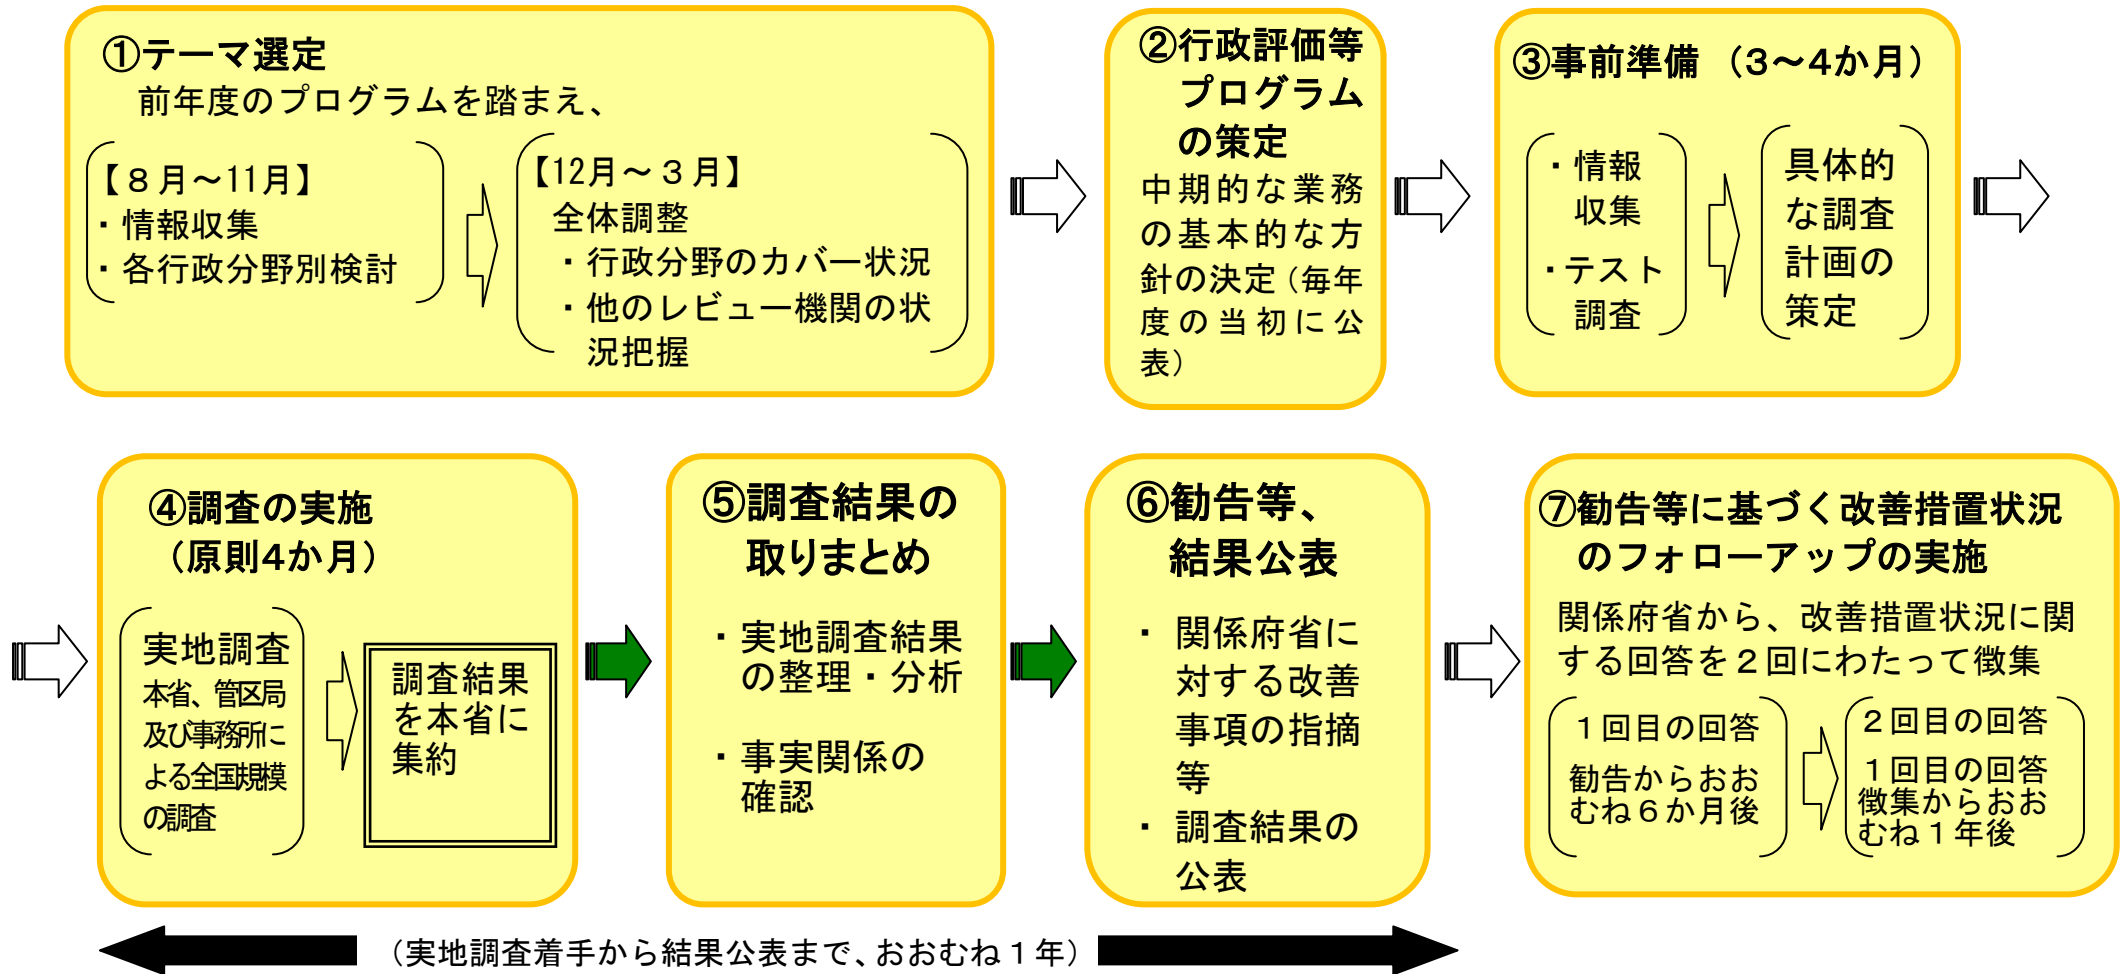 ①テーマ選定
前年度のプログラムを踏まえ、
【８月～11月】
・情報収集
・各行政分野別検討
【12月～３月】
全体調整
・行政分野のカバー状況
・他のレビュー機関の状
況把握
②行政評価等
プログラム
の策定
中期的な業務
の基本的な方
針の決定（毎年
度の当初に公
表）
③事前準備（3～4か月）
・情報
収集
・テスト
調査
具体的
な調査
計画の
策定
④調査の実施
（原則4か月）
実地調査
本省、管区局
及び事務所に
よる全国規模
の調査
調査結果
を本省に
集約
⑤調査結果の
取りまとめ
・実地調査結果
の整理・分析
・事実関係の
確認
⑥勧告等、
結果公表
・ 関係府省に
対する改善
事項の指摘
等
・ 調査結果の
公表
⑦勧告等に基づく改善措置状況
のフォローアップの実施
関係府省から、改善措置状況に関
する回答を２回にわたって徴集
１回目の回答
勧告からおお
むね６か月後
２回目の回答
１回目の回答
徴集からおお
むね１年後
（実地調査着手から結果公表まで、おおむね１年）